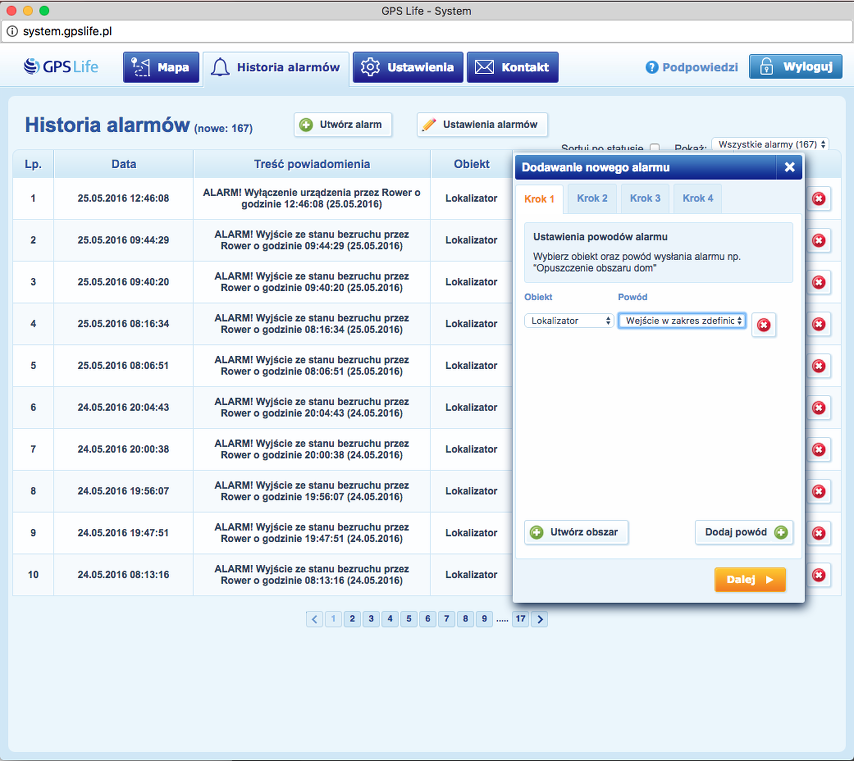 GPS Life - System
system.gpslife.pl
GPS Life
Mapa
Historia alarmów
Ustawienia
Kontakt
Podpowiedzi
Wyloguj
Historia alarmów (nowe: 167)
Utwórz alarm
Ustawienia alarmów
Sortuj po statusie
Pokaż:
Wszystkie alarmy (167)
Lp.
Data
Treść powiadomienia
Obiekt
1
25.05.2016 12:46:08
ALARM! Wyłączenie urządzenia przez Rower o
godzinie 12:46:08 (25.05.2016)
Lokalizator
2
25.05.2016 09:44:29
ALARM! Wyjście ze stanu bezruchu przez
Rower o godzinie 09:44:29 (25.05.2016)
Lokalizator
3
25.05.2016 09:40:20
ALARM! Wyjście ze stanu bezruchu przez
Rower o godzinie 09:40:20 (25.05.2016)
Lokalizator
4
25.05.2016 08:16:34
ALARM! Wyjście ze stanu bezruchu przez
Rower o godzinie 08:16:34 (25.05.2016)
Lokalizator
5
25.05.2016 08:06:51
ALARM! Wyjście ze stanu bezruchu przez
Rower o godzinie 08:06:51 (25.05.2016)
Lokalizator
6
24.05.2016 20:04:43
ALARM! Wyjście ze stanu bezruchu przez
Rower o godzinie 20:04:43 (24.05.2016)
Lokalizator
7
24.05.2016 20:00:38
ALARM! Wyjście ze stanu bezruchu przez
Rower o godzinie 20:00:38 (24.05.2016)
Lokalizator
8
24.05.2016 19:56:07
ALARM! Wyjście ze stanu bezruchu przez
Rower o godzinie 19:56:07 (24.05.2016)
Lokalizator
9
24.05.2016 19:47:51
ALARM! Wyjście ze stanu bezruchu przez
Rower o godzinie 19:47:51 (24.05.2016)
Lokalizator
10
24.05.2016 08:13:16
ALARM! Wyjście ze stanu bezruchu przez
Rower o godzinie 08:13:16 (24.05.2016)
Lokalizator
1 2 3 4 5 6 7 8 9 ..... 17
Dodawanie nowego alarmu
Krok 1
Krok 2
Krok 3
Krok 4
Ustawienia powodów alarmu
Wybierz obiekt oraz powód wysłania alarmu np.
"Opuszczenie obszaru dom"
Obiekt
Powód
Lokalizator
Wejście w zakres zdefinic
Utwórz obszar
Dodaj powód
Dalej